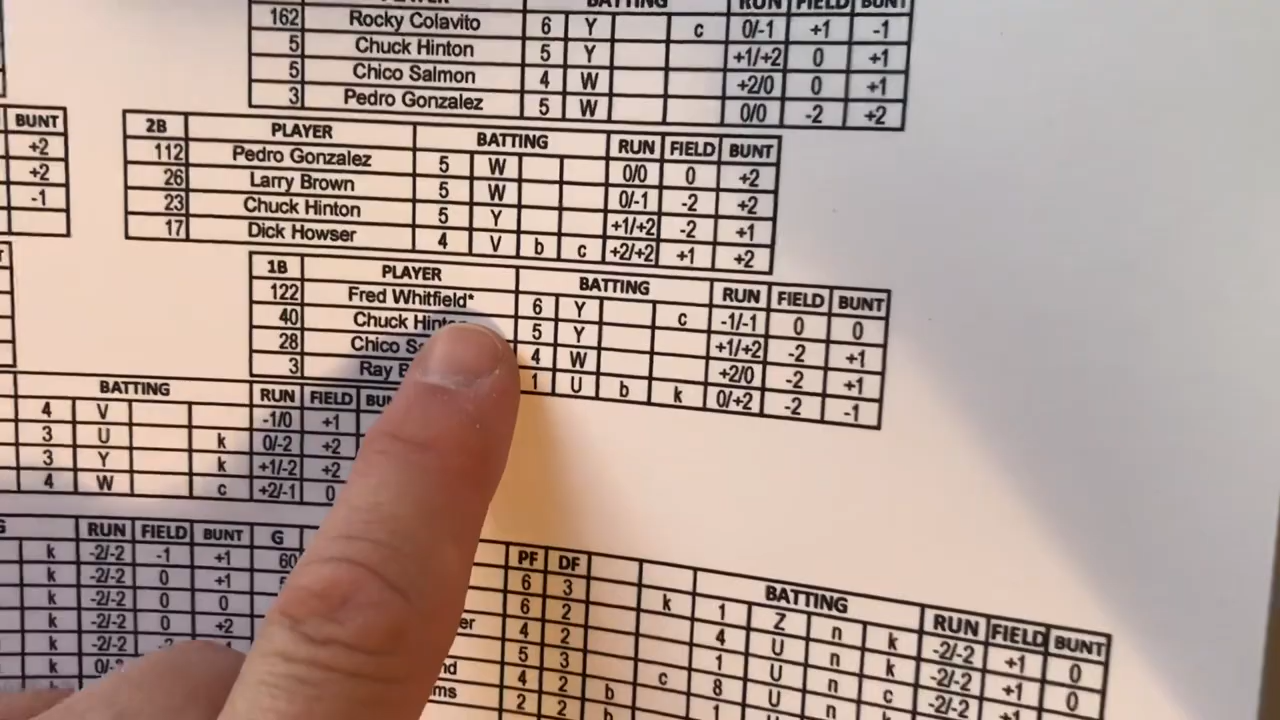 PLAYER BATTING RUN FIELD BUNT
162 Rocky Colavito 6 Y c 0/-1 +1 -1
5 Chuck Hinton 5 Y +1/+2 0 +1
5 Chico Salmon 4 W +2/0 0 +1
3 Pedro Gonzalez 5 W 0/0 -2 +2
BUNT
+2
+2
-1
2B PLAYER BATTING RUN FIELD BUNT
112 Pedro Gonzalez 5 W 0/0 0 +2
26 Larry Brown 5 W 0/-1 -2 +2
23 Chuck Hinton 5 Y +1/+2 -2 +1
17 Dick Howser 4 V b c +2/+2 +1 +2
1B PLAYER BATTING RUN FIELD BUNT
122 Fred Whitfield* 6 Y c -1/-1 0 0
40 Chuck 5 Y +1/+2 -2 +1
28 Chico 4 W +2/0 -2 +1
3 Ray 1 U b k 0/+2 -2 -1
BATTING RUN FIELD
4 V -1/0 +1
3 U k 0/-2 +2
3 Y k +1/-2 +2
4 W c +2/-1 0
RUN FIELD BUNT G
k -2/-2 -1 +1 60
k -2/-2 0 +1
k -2/-2 0 0
k -2/-2 0 +2
k -2/-2
k
PF DF BATTING RUN FIELD BUNT
6 3 k 1 Z n k -2/-2 +1 0
6 2 4 U n k -2/-2 +1 0
4 2 1 U n c -2/-2
5 3 c 8 U n
4 2 b 1
2 2 b